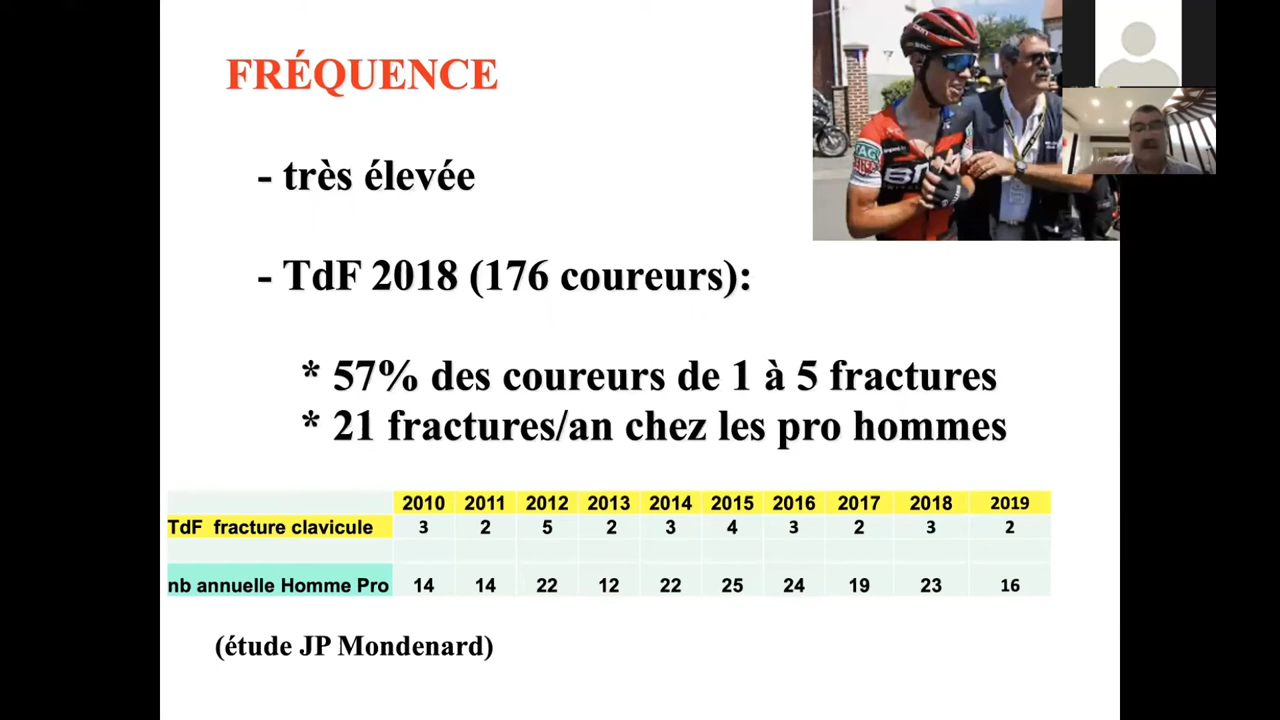 FRÉQUENCE
- très élevée
- TdF 2018 (176 coureurs):
* 57% des coureurs de 1 à 5 fractures
* 21 fractures/an chez les pro hommes
2010 2011 2012 2013 2014 2015 2016 2017 2018 2019
TdF fracture clavicule 3 2 5 2 3 4 3 2 3 2
nb annuelle Homme Pro 14 14 22 12 22 25 24 19 23 16
(étude JP Mondenard)